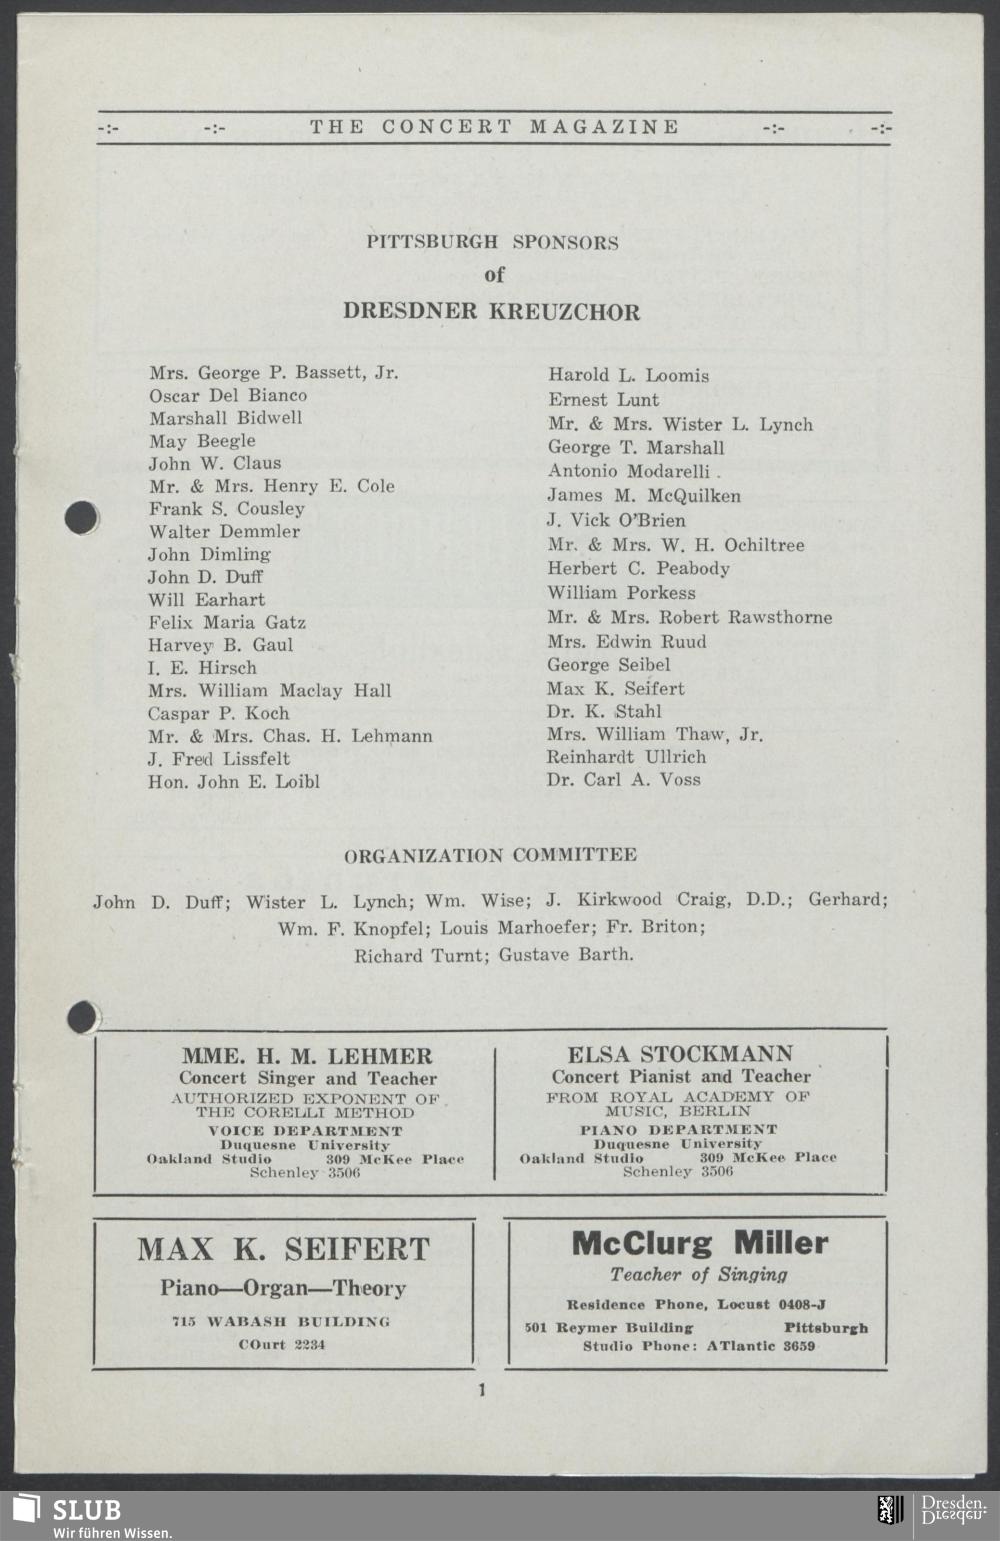 -:- -:- THE CONCERT MAGAZINE -:- -:-
PITTSBURGH SPONSORS
of
DRESDNER KREUZCHOR
Mrs. George P. Bassett, Jr.
Oscar Del Bianco
Marshall Bidwell
May Beegle
John W. Claus
Mr. & Mrs. Henry E. Cole
Frank S. Cousley
Walter Demmler
John Dimling
John D. Duff
Will Earhart
Felix Maria Gatz
Harvey B. Gaul
I. E. Hirsch
Mrs. William Maclay Hall
Caspar P. Koch
Mr. & Mrs. Chas. H. Lehmann
J. Fred Lissfelt
Hon. John E. Loibl
Harold L. Loomis
Ernest Lunt
Mr. & Mrs. Wister L. Lynch
George T. Marshall
Antonio Modarelli .
James M. McQuilken
J. Vick O'Brien
Mr. & Mrs. W. H. Ochiltree
Herbert C. Peabody
William Porkess
Mr. & Mrs. Robert Rawsthorne
Mrs. Edwin Ruud
George Seibel
Max K. Seifert
Dr. K. Stahl
Mrs. William Thaw, Jr.
Reinhardt Ullrich
Dr. Carl A. Voss
ORGANIZATION COMMITTEE
John D. Duff; Wister L. Lynch; Wm. Wise; J. Kirkwood Craig, D.D.; Gerhard;
Wm. F. Knopfel; Louis Marhoefer; Fr. Briton;
Richard Turnt; Gustave Barth.
MME. H. M. LEHMER
Concert Singer and Teacher
AUTHORIZED EXPONENT OF
THE CORELLI METHOD
VOICE DEPARTMENT
Duquesne University
Oakland Studio 309 McKee Place
Schenley 3506
ELSA STOCKMANN
Concert Pianist and Teacher
FROM ROYAL ACADEMY OF
MUSIC, BERLIN
PIANO DEPARTMENT
Duquesne University
Oakland Studio 309 McKee Place
Schenley 3506
MAX K. SEIFERT
Piano—Organ—Theory
715 WABASH BUILDING
COurt 2234
McClurg Miller
Teacher of Singing
Residence Phone, Locust 0408-J
501 Reymer Building Pittsburgh
Studio Phone: ATlantic 3659
1
SLUB
Wir führen Wissen.
Dresden.
Dresden.